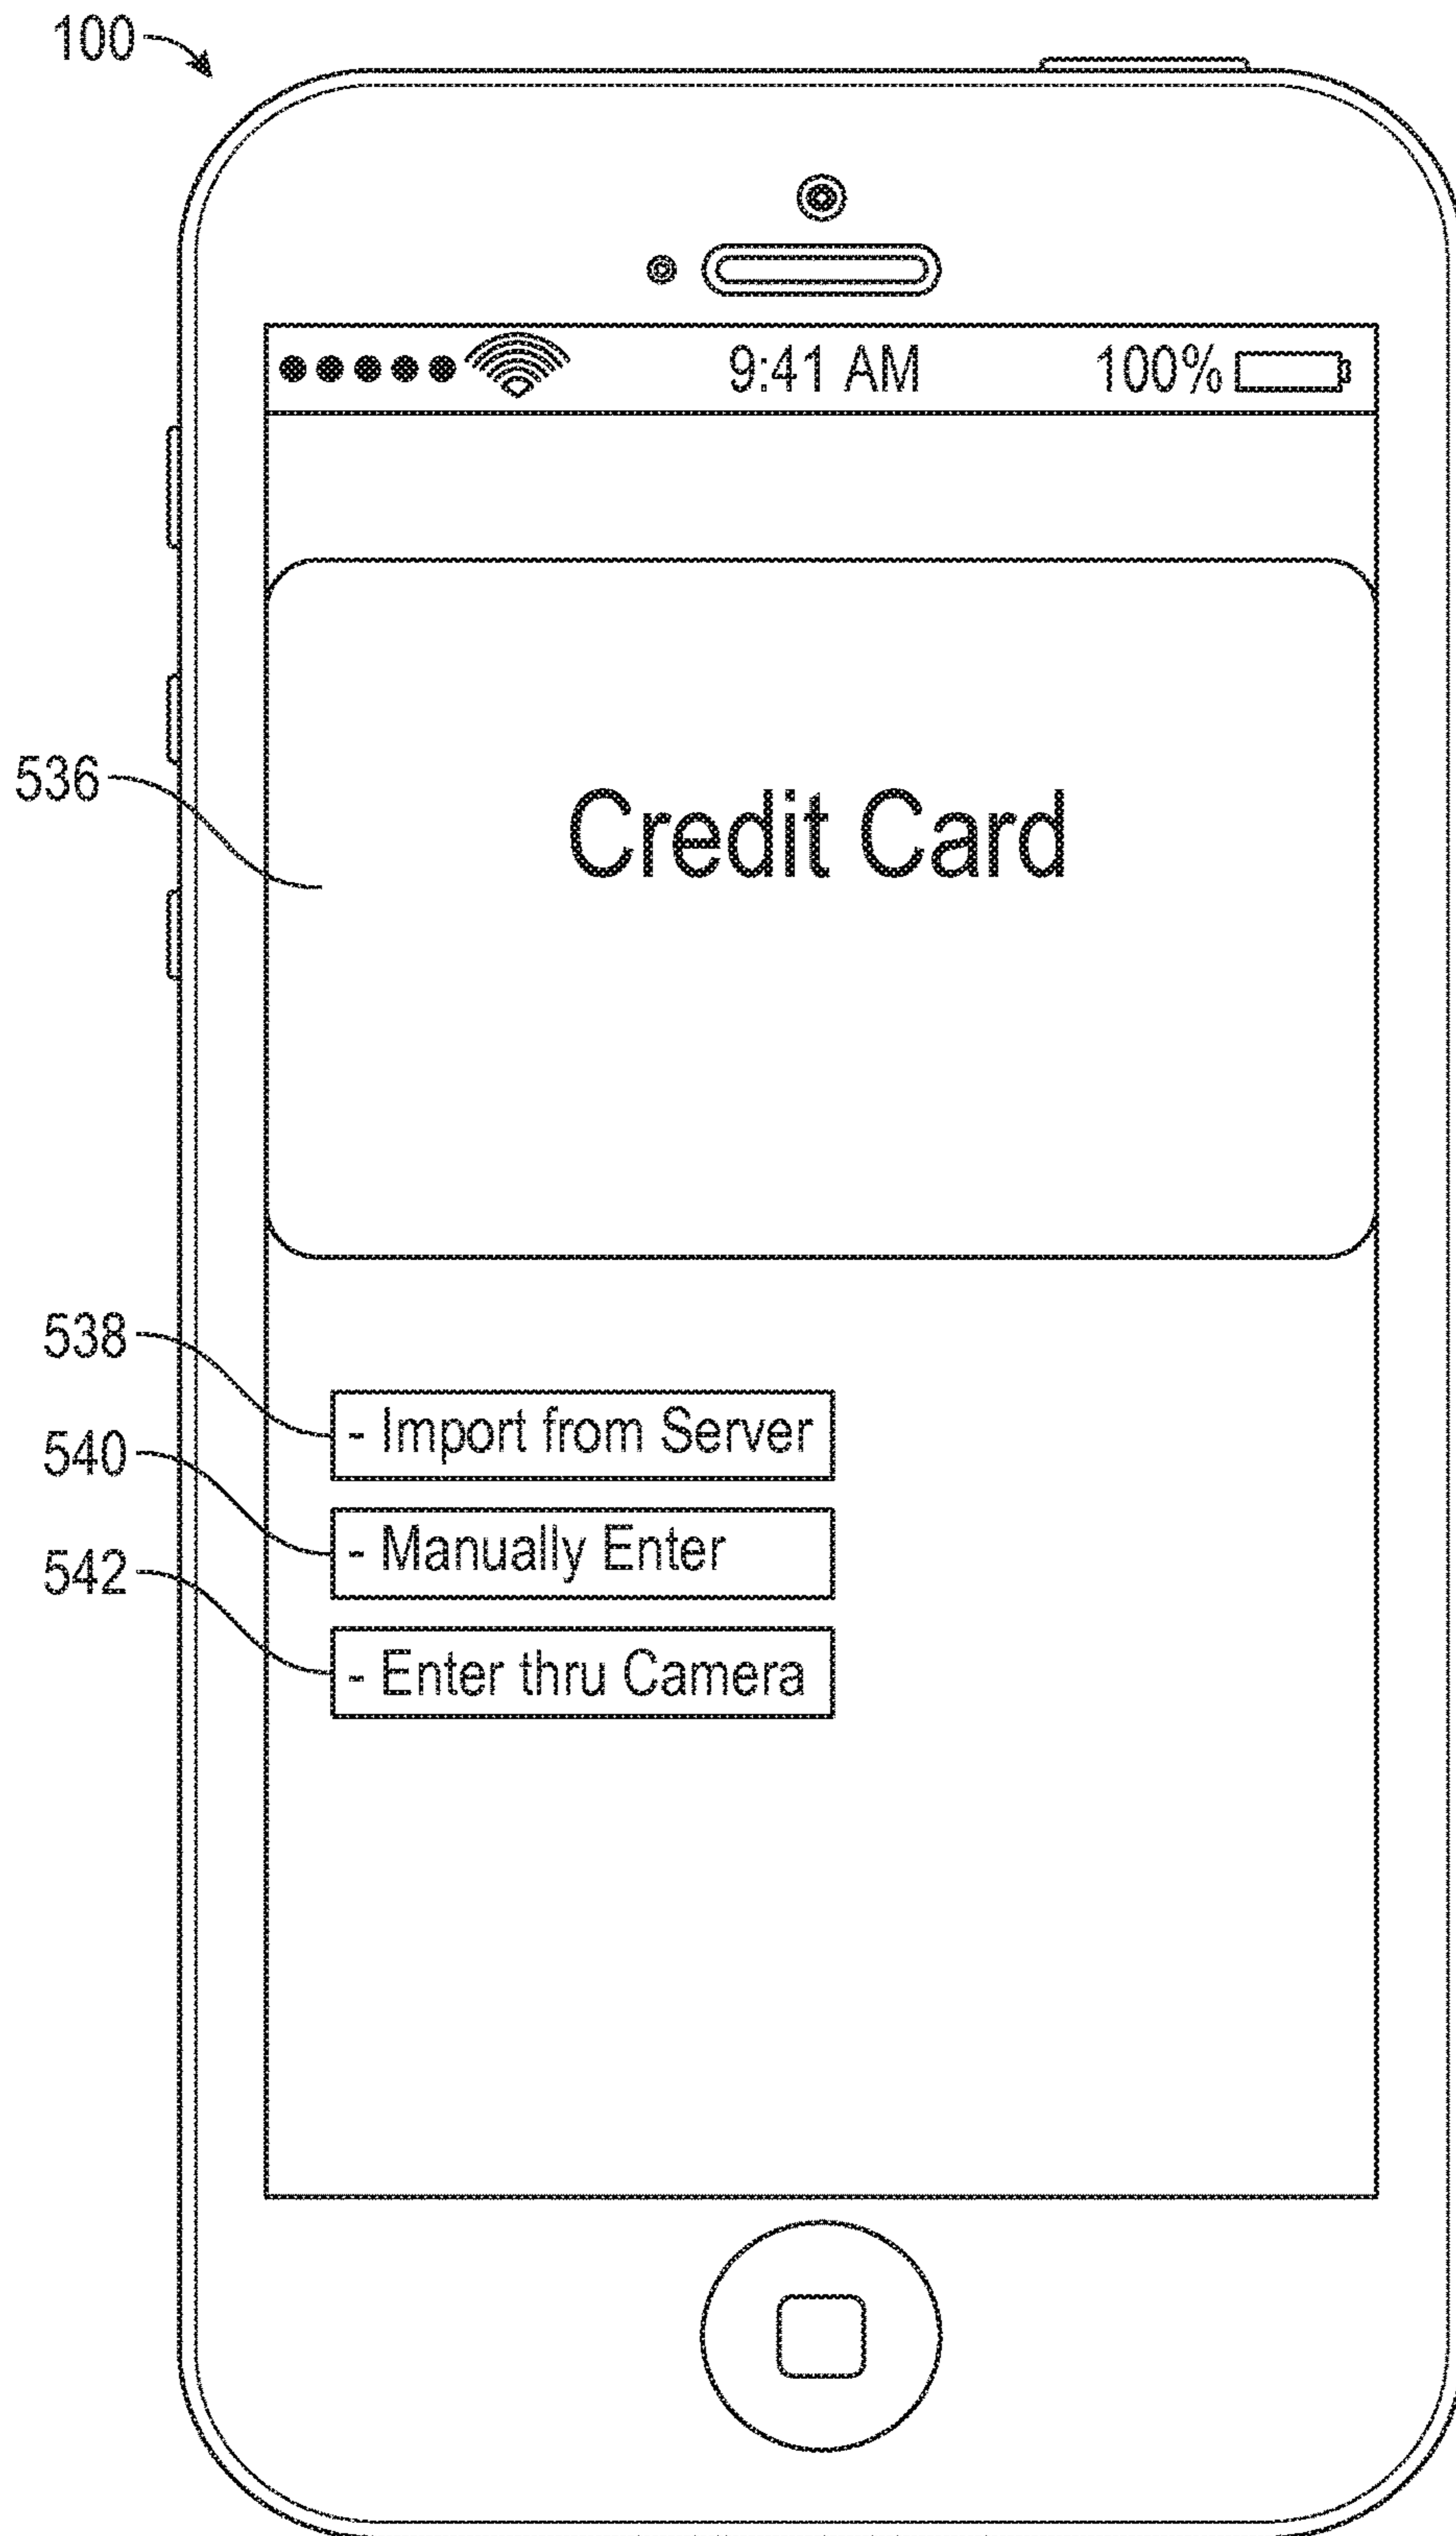 100
9:41 AM 100%
536
Credit Card
538
- Import from Server
540
- Manually Enter
542
- Enter thru Camera